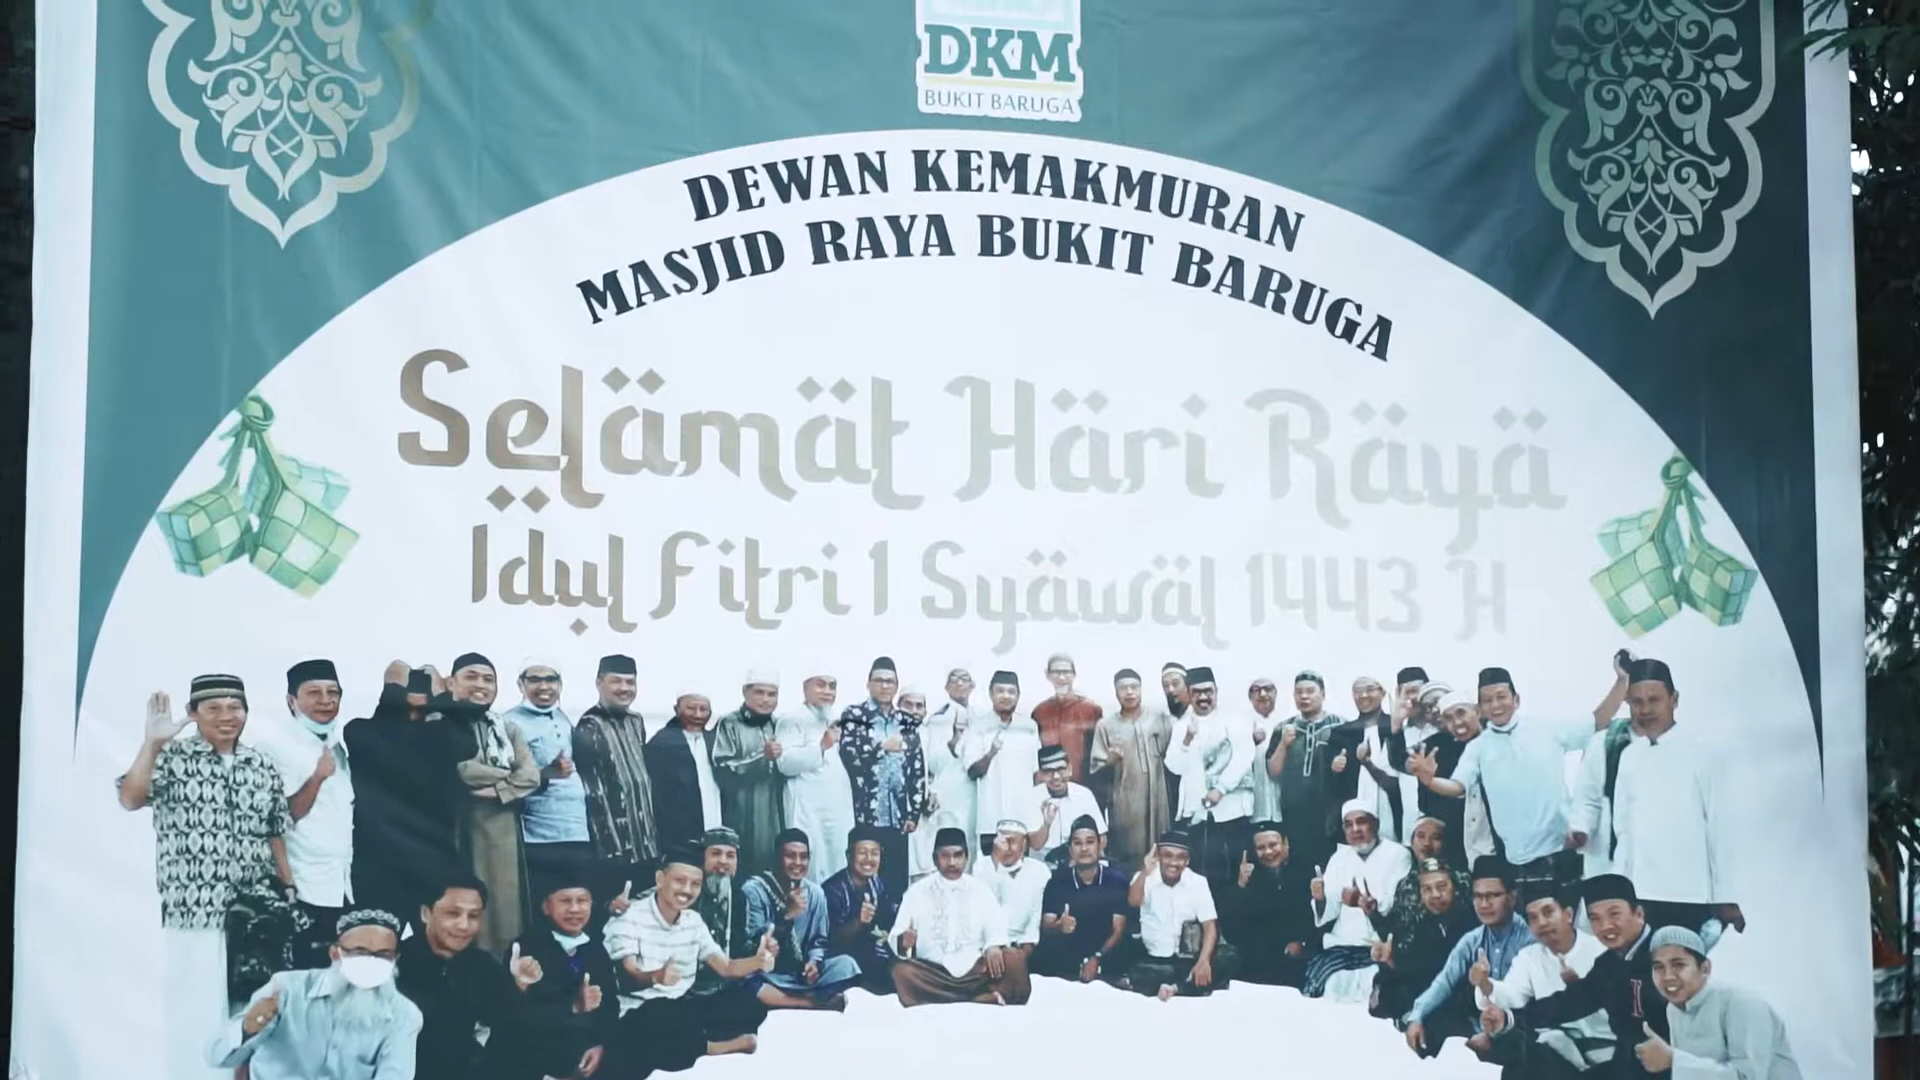 DKM
BUKIT BARUGA
DEWAN KEMAKMURAN
MASJID RAYA BUKIT BARUGA
Selamat Hari Raya
Idul Fitri 1 Syawal 1443 H